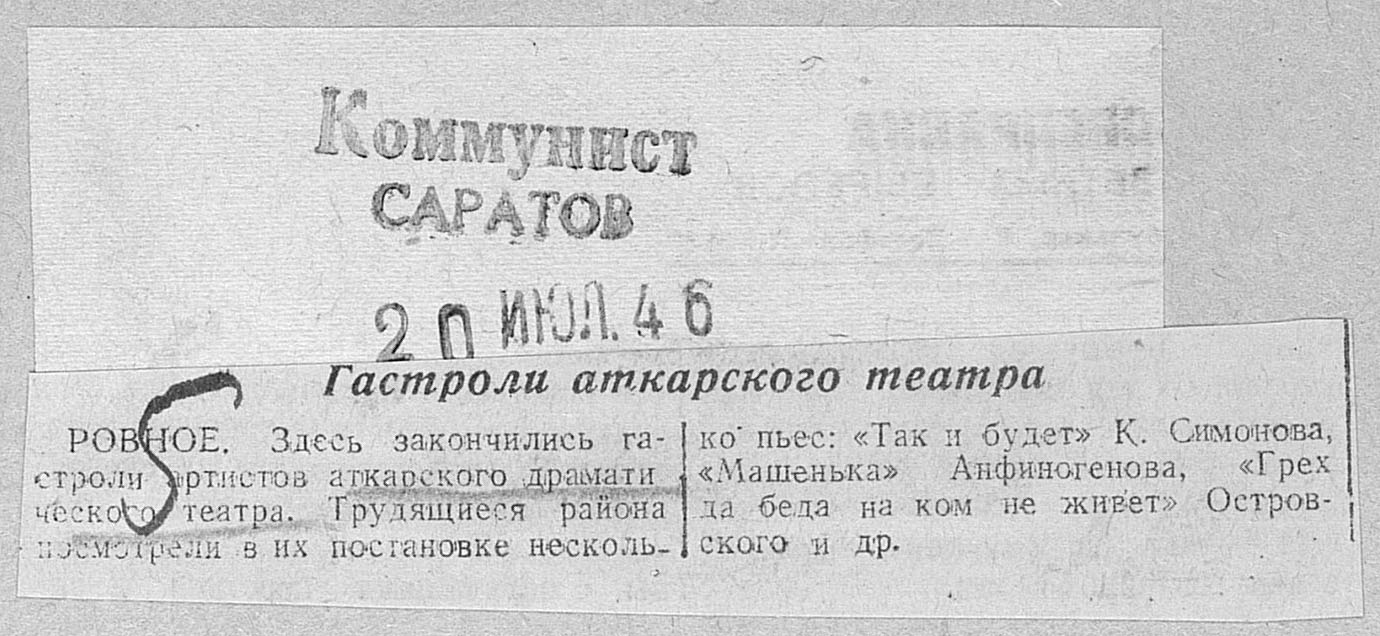 Коммунист
САРАТОВ
20 ИЮЛ. 46
Гастроли аткарского театра
РОВНОЕ. Здесь закончились га-
строли артистов аткарского драмати
ческого театра. Трудящиеся района
посмотрели в их постановке несколь-
ко пьес: «Так и будет» К. Симонова,
«Машенька» Анфиногенова, «Грех
да беда на ком не живет» Остров-
ского и др.